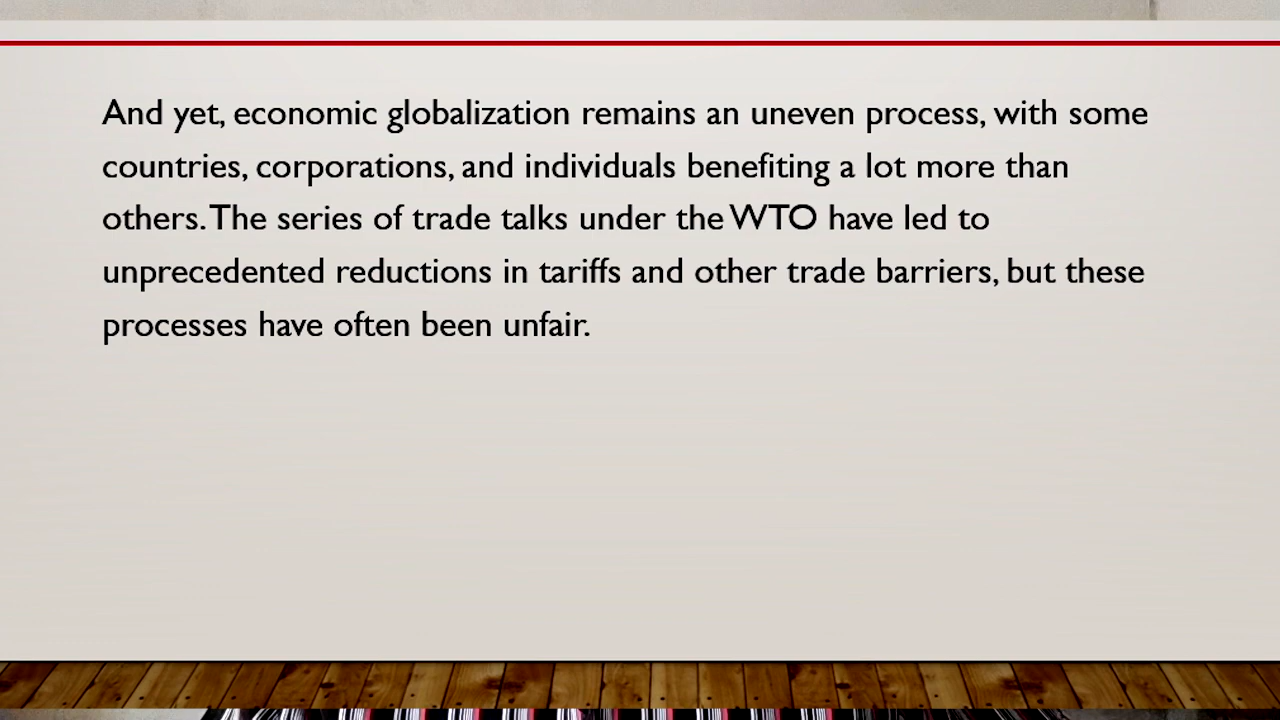 And yet, economic globalization remains an uneven process, with some
countries, corporations, and individuals benefiting a lot more than
others. The series of trade talks under the WTO have led to
unprecedented reductions in tariffs and other trade barriers, but these
processes have often been unfair.